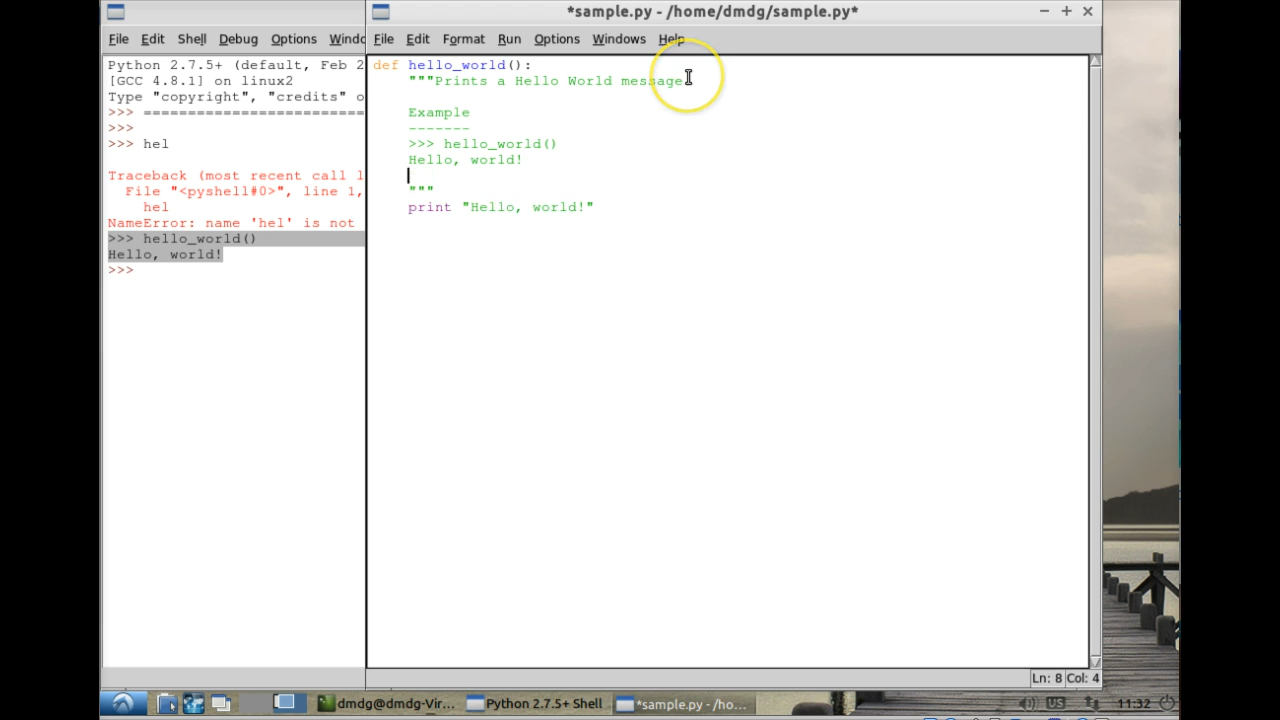 *sample.py - /home/dmdg/sample.py*
File Edit Shell Debug Options Windo
File Edit Format Run Options Windows Help
Python 2.7.5+ (default, Feb 2
[GCC 4.8.1] on linux2
Type "copyright", "credits" o
>>> =========================
>>>
>>> hel
Traceback (most recent call l
File "<pyshell#0>", line 1,
hel
NameError: name 'hel' is not
>>> hello_world()
Hello, world!
>>>
def hello_world():
"""Prints a Hello World message
Example
-------
>>> hello_world()
Hello, world!
"""
print "Hello, world!"
Ln: 8 Col: 4
dmdg@dmdg-Vir... Python 2.7.5+ Shell *sample.py - /ho... US 11:32